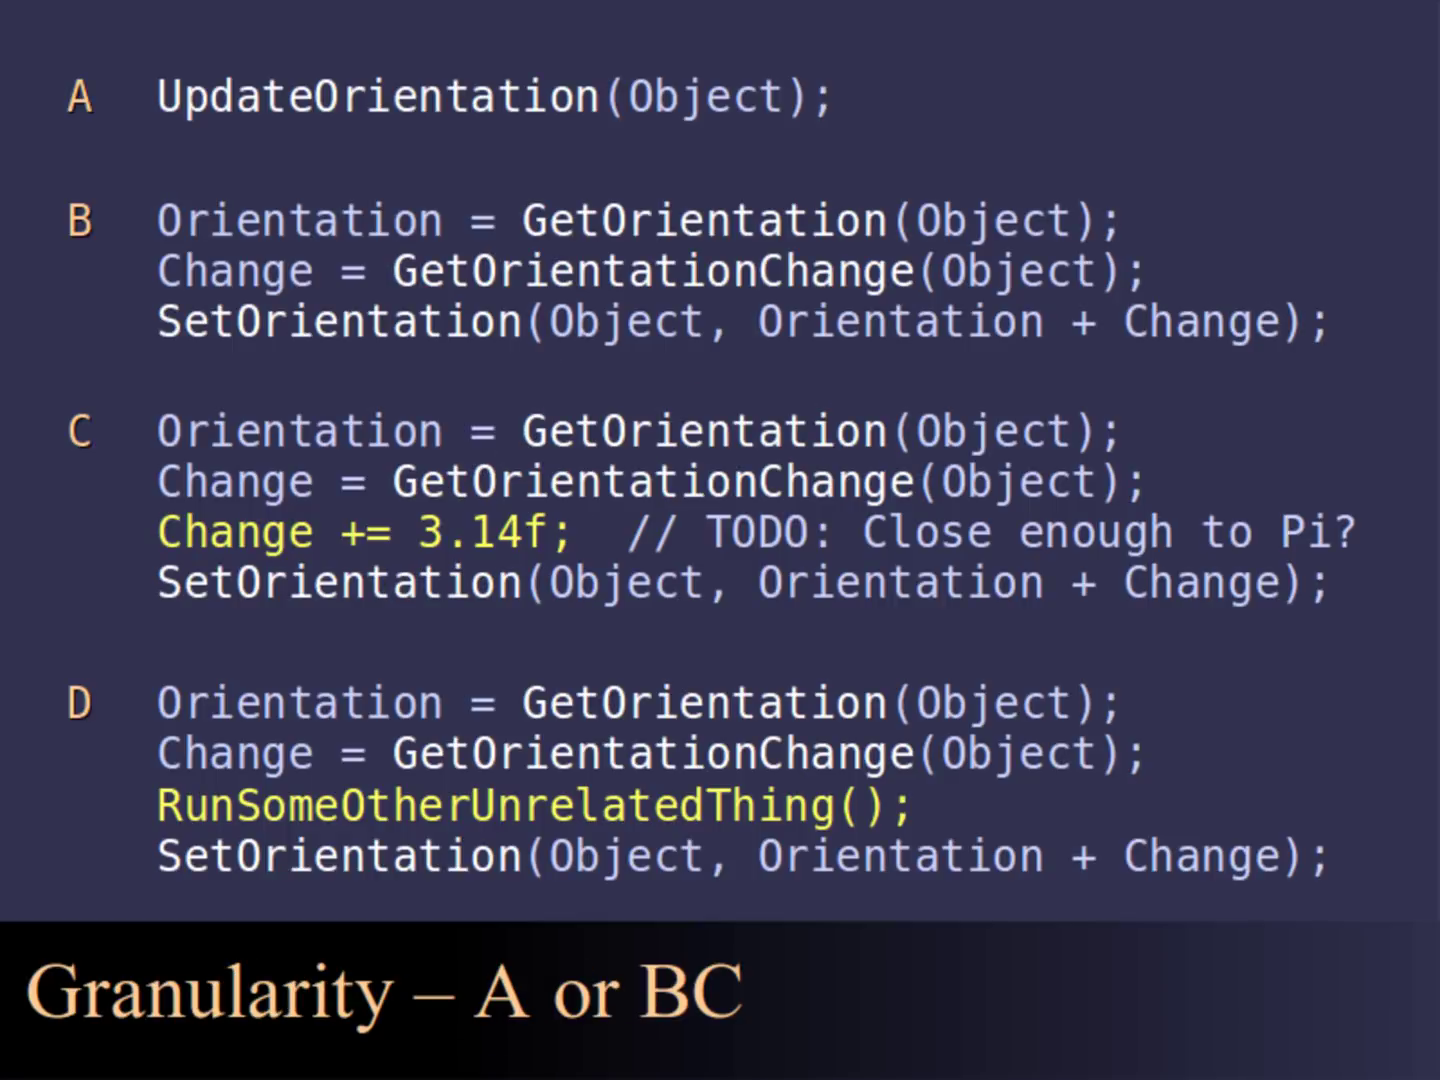 A UpdateOrientation(Object);
B Orientation = GetOrientation(Object);
Change = GetOrientationChange(Object);
SetOrientation(Object, Orientation + Change);
C Orientation = GetOrientation(Object);
Change = GetOrientationChange(Object);
Change += 3.14f; // TODO: Close enough to Pi?
SetOrientation(Object, Orientation + Change);
D Orientation = GetOrientation(Object);
Change = GetOrientationChange(Object);
RunSomeOtherUnrelatedThing();
SetOrientation(Object, Orientation + Change);
Granularity – A or BC